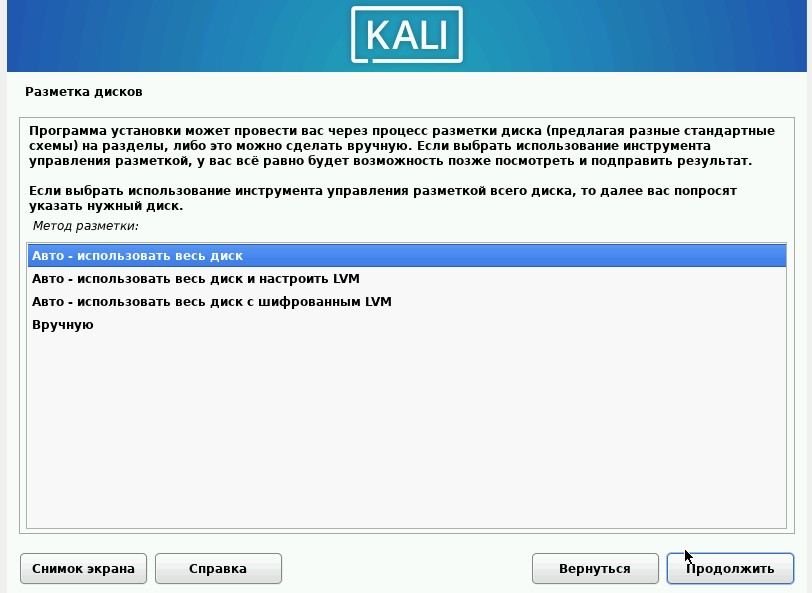 KALI
Разметка дисков
Программа установки может провести вас через процесс разметки диска (предлагая разные стандартные
схемы) на разделы, либо это можно сделать вручную. Если выбрать использование инструмента
управления разметкой, у вас всё равно будет возможность позже посмотреть и подправить результат.
Если выбрать использование инструмента управления разметкой всего диска, то далее вас попросят
указать нужный диск.
Метод разметки:
Авто - использовать весь диск
Авто - использовать весь диск и настроить LVM
Авто - использовать весь диск с шифрованным LVM
Вручную
Снимок экрана Справка Вернуться Продолжить